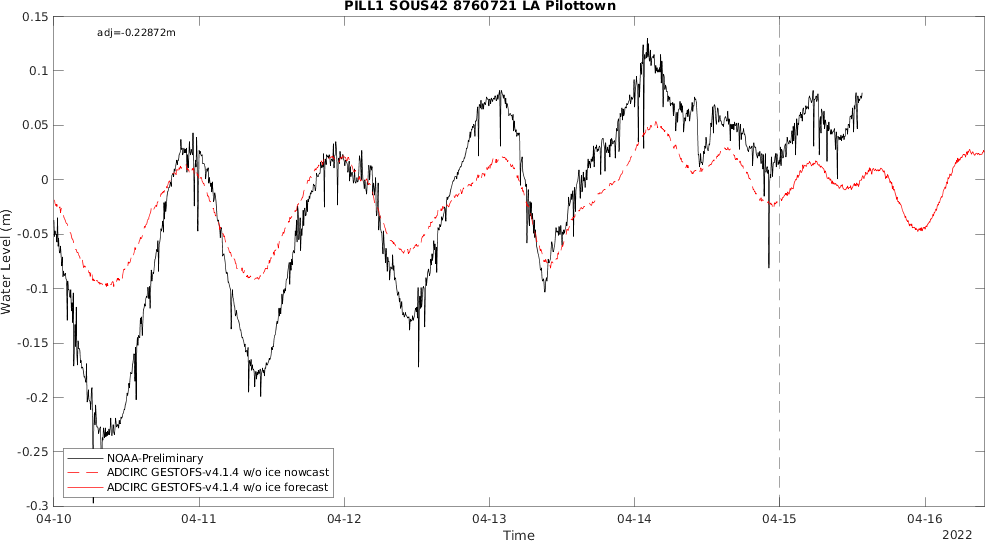 PILL1 SOUS42 8760721 LA Pilottown
adj=-0.22872m
0.15
0.1
0.05
0
-0.05
-0.1
-0.15
-0.2
-0.25
-0.3
Water Level (m)
NOAA-Preliminary
ADCIRC GESTOFS-v4.1.4 w/o ice nowcast
ADCIRC GESTOFS-v4.1.4 w/o ice forecast
04-10 04-11 04-12 04-13 04-14 04-15 04-16
Time
2022